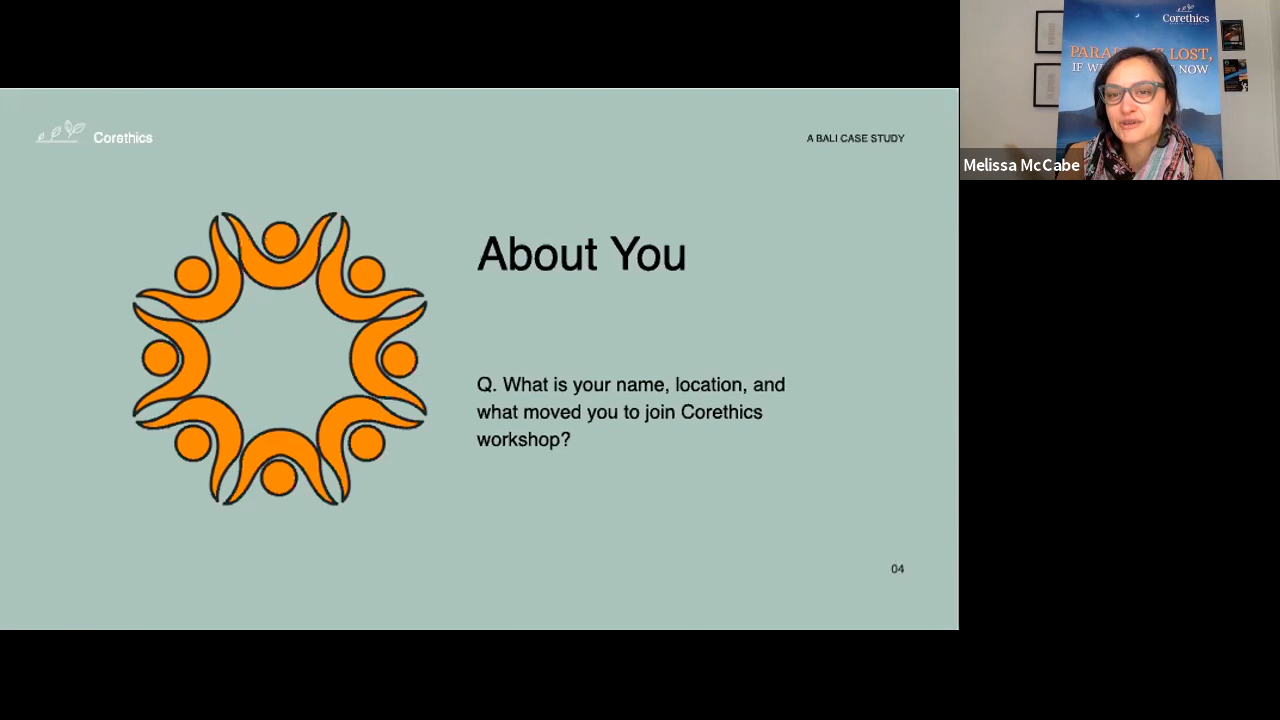 Corethics
A BALI CASE STUDY
About You
Q. What is your name, location, and
what moved you to join Corethics
workshop?
04
Corethics
LOST,
IF
NOW
Melissa McCabe